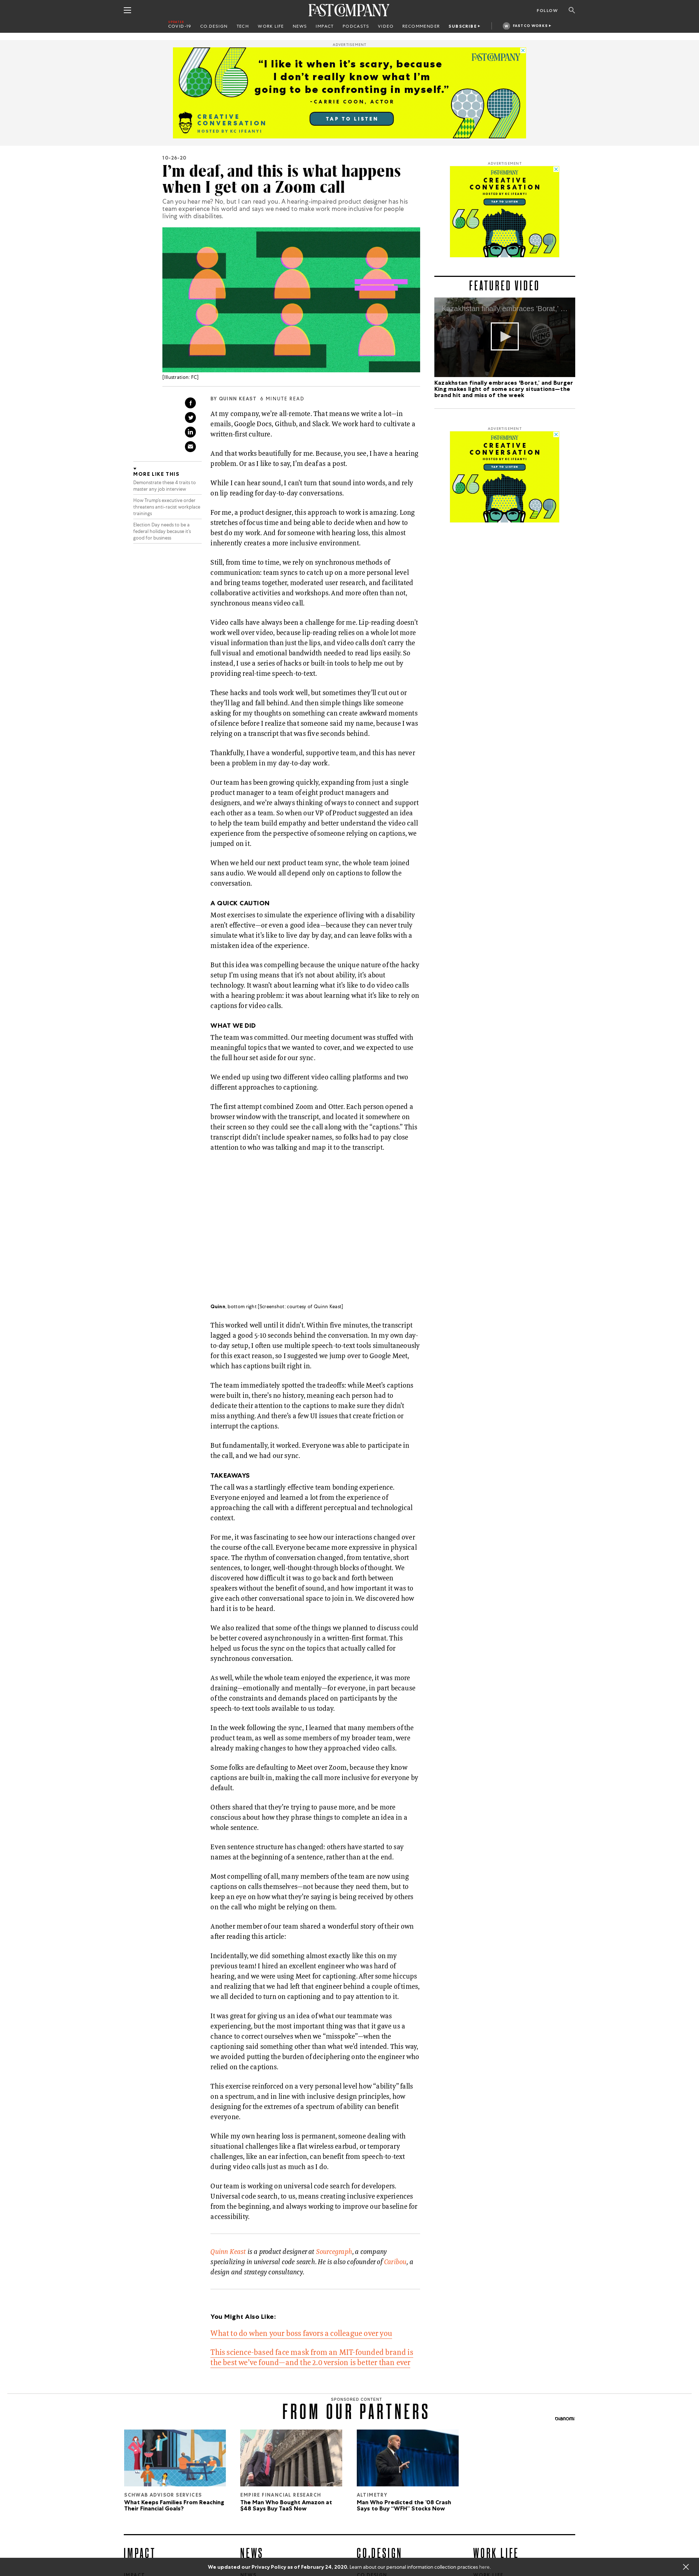 FAST COMPANY
FOLLOW
COVID-19
CO.DESIGN
TECH
WORK LIFE
NEWS
IMPACT
PODCASTS
VIDEO
RECOMMENDER
SUBSCRIBE
FASTCO WORKS
ADVERTISEMENT
FAST COMPANY
“I like it when it’s scary, because
I don’t really know what I’m
going to be confronting in myself.”
-CARRIE COON, ACTOR
TAP TO LISTEN
CREATIVE
CONVERSATION
HOSTED BY KC IFEANYI
10-26-20
I’m deaf, and this is what happens
when I get on a Zoom call
Can you hear me? No, but I can read you. A hearing-impaired product designer has his
team experience his world and says we need to make work more inclusive for people
living with disabilites.
[Illustration: FC]
BY QUINN KEAST 6 MINUTE READ
At my company, we’re all-remote. That means we write a lot—in
emails, Google Docs, Github, and Slack. We work hard to cultivate a
written-first culture.
And that works beautifully for me. Because, you see, I have a hearing
problem. Or as I like to say, I’m deaf as a post.
While I can hear sound, I can’t turn that sound into words, and rely
on lip reading for day-to-day conversations.
For me, a product designer, this approach to work is amazing. Long
stretches of focus time and being able to decide when and how to
best do my work. And for someone with hearing loss, this almost
inherently creates a more inclusive environment.
Still, from time to time, we rely on synchronous methods of
communication: team syncs to catch up on a more personal level
and bring teams together, moderated user research, and facilitated
collaborative activities and workshops. And more often than not,
synchronous means video call.
Video calls have always been a challenge for me. Lip-reading doesn’t
work well over video, because lip-reading relies on a whole lot more
visual information than just the lips, and video calls don’t carry the
full visual and emotional bandwidth needed to read lips easily. So
instead, I use a series of hacks or built-in tools to help me out by
providing real-time speech-to-text.
These hacks and tools work well, but sometimes they’ll cut out or
they’ll lag and fall behind. And then simple things like someone
asking for my thoughts on something can create awkward moments
of silence before I realize that someone said my name, because I was
relying on a transcript that was five seconds behind.
Thankfully, I have a wonderful, supportive team, and this has never
been a problem in my day-to-day work.
Our team has been growing quickly, expanding from just a single
product manager to a team of eight product managers and
designers, and we’re always thinking of ways to connect and support
each other as a team. So when our VP of Product suggested an idea
to help the team build empathy and better understand the video call
experience from the perspective of someone relying on captions, we
jumped on it.
When we held our next product team sync, the whole team joined
sans audio. We would all depend only on captions to follow the
conversation.
A QUICK CAUTION
Most exercises to simulate the experience of living with a disability
aren’t effective—or even a good idea—because they can never truly
simulate what it’s like to live day by day, and can leave folks with a
mistaken idea of the experience.
But this idea was compelling because the unique nature of the hacky
setup I’m using means that it’s not about ability, it’s about
technology. It wasn’t about learning what it’s like to do video calls
with a hearing problem: it was about learning what it’s like to rely on
captions for video calls.
WHAT WE DID
The team was committed. Our meeting document was stuffed with
meaningful topics that we wanted to cover, and we expected to use
the full hour set aside for our sync.
We ended up using two different video calling platforms and two
different approaches to captioning.
The first attempt combined Zoom and Otter. Each person opened a
browser window with the transcript, and located it somewhere on
their screen so they could see the call along with the “captions.” This
transcript didn’t include speaker names, so folks had to pay close
attention to who was talking and map it to the transcript.
Quinn, bottom right [Screenshot: courtesy of Quinn Keast]
This worked well until it didn’t. Within five minutes, the transcript
lagged a good 5-10 seconds behind the conversation. In my own day-
to-day setup, I often use multiple speech-to-text tools simultaneously
for this exact reason, so I suggested we jump over to Google Meet,
which has captions built right in.
The team immediately spotted the tradeoffs: while Meet’s captions
were built in, there’s no history, meaning each person had to
dedicate their attention to the captions to make sure they didn’t
miss anything. And there’s a few UI issues that create friction or
interrupt the captions.
But fundamentally, it worked. Everyone was able to participate in
the call, and we had our sync.
TAKEAWAYS
The call was a startlingly effective team bonding experience.
Everyone enjoyed and learned a lot from the experience of
approaching the call with a different perceptual and technological
context.
For me, it was fascinating to see how our interactions changed over
the course of the call. Everyone became more expressive in physical
space. The rhythm of conversation changed, from tentative, short
sentences, to longer, well-thought-through blocks of thought. We
discovered how difficult it was to go back and forth between
speakers without the benefit of sound, and how important it was to
give each other conversational space to join in. We discovered how
hard it is to be heard.
We also realized that some of the things we planned to discuss could
be better covered asynchronously in a written-first format. This
helped us focus the sync on the topics that actually called for
synchronous conversation.
As well, while the whole team enjoyed the experience, it was more
draining—emotionally and mentally—for everyone, in part because
of the constraints and demands placed on participants by the
speech-to-text tools available to us today.
In the week following the sync, I learned that many members of the
product team, as well as some members of my broader team, were
already making changes to how they approached video calls.
Some folks are defaulting to Meet over Zoom, because they know
captions are built-in, making the call more inclusive for everyone by
default.
Others shared that they’re trying to pause more, and be more
conscious about how they phrase things to complete an idea in a
whole sentence.
Even sentence structure has changed: others have started to say
names at the beginning of a sentence, rather than at the end.
Most compelling of all, many members of the team are now using
captions on calls themselves—not because they need them, but to
keep an eye on how what they’re saying is being received by others
on the call who might be relying on them.
Another member of our team shared a wonderful story of their own
after reading this article:
Incidentally, we did something almost exactly like this on my
previous team! I hired an excellent engineer who was hard of
hearing, and we were using Meet for captioning. After some hiccups
and realizing that we had left that engineer behind a couple of times,
we all decided to turn on captioning and to pay attention to it.
It was great for giving us an idea of what our teammate was
experiencing, but the most important thing was that it gave us a
chance to correct ourselves when we “misspoke”—when the
captioning said something other than what we’d intended. This way,
we avoided putting the burden of deciphering onto the engineer who
relied on the captions.
This exercise reinforced on a very personal level how “ability” falls
on a spectrum, and in line with inclusive design principles, how
designing for the extremes of a spectrum of ability can benefit
everyone.
While my own hearing loss is permanent, someone dealing with
situational challenges like a flat wireless earbud, or temporary
challenges, like an ear infection, can benefit from speech-to-text
during video calls just as much as I do.
Our team is working on universal code search for developers.
Universal code search, to us, means creating inclusive experiences
from the beginning, and always working to improve our baseline for
accessibility.
Quinn Keast is a product designer at Sourcegraph, a company
specializing in universal code search. He is also cofounder of Caribou, a
design and strategy consultancy.
You Might Also Like:
What to do when your boss favors a colleague over you
This science-based face mask from an MIT-founded brand is
the best we’ve found—and the 2.0 version is better than ever
MORE LIKE THIS
Demonstrate these 4 traits to
master any job interview
How Trump’s executive order
threatens anti-racist workplace
trainings
Election Day needs to be a
federal holiday because it’s
good for business
ADVERTISEMENT
FAST COMPANY
CREATIVE
CONVERSATION
HOSTED BY KC IFEANYI
TAP TO LISTEN
FEATURED VIDEO
Kazakhstan finally embraces ‘Borat,’ ...
Kazakhstan finally embraces ‘Borat,’ and Burger
King makes light of some scary situations—the
brand hit and miss of the week
ADVERTISEMENT
FAST COMPANY
CREATIVE
CONVERSATION
HOSTED BY KC IFEANYI
TAP TO LISTEN
SPONSORED CONTENT
FROM OUR PARTNERS
dianomi
SCHWAB ADVISOR SERVICES
What Keeps Families From Reaching
Their Financial Goals?
EMPIRE FINANCIAL RESEARCH
The Man Who Bought Amazon at
$48 Says Buy TaaS Now
ALTIMETRY
Man Who Predicted the ’08 Crash
Says to Buy “WFH” Stocks Now
IMPACT
NEWS
CO.DESIGN
WORK LIFE
We updated our Privacy Policy as of February 24, 2020. Learn about our personal information collection practices here.